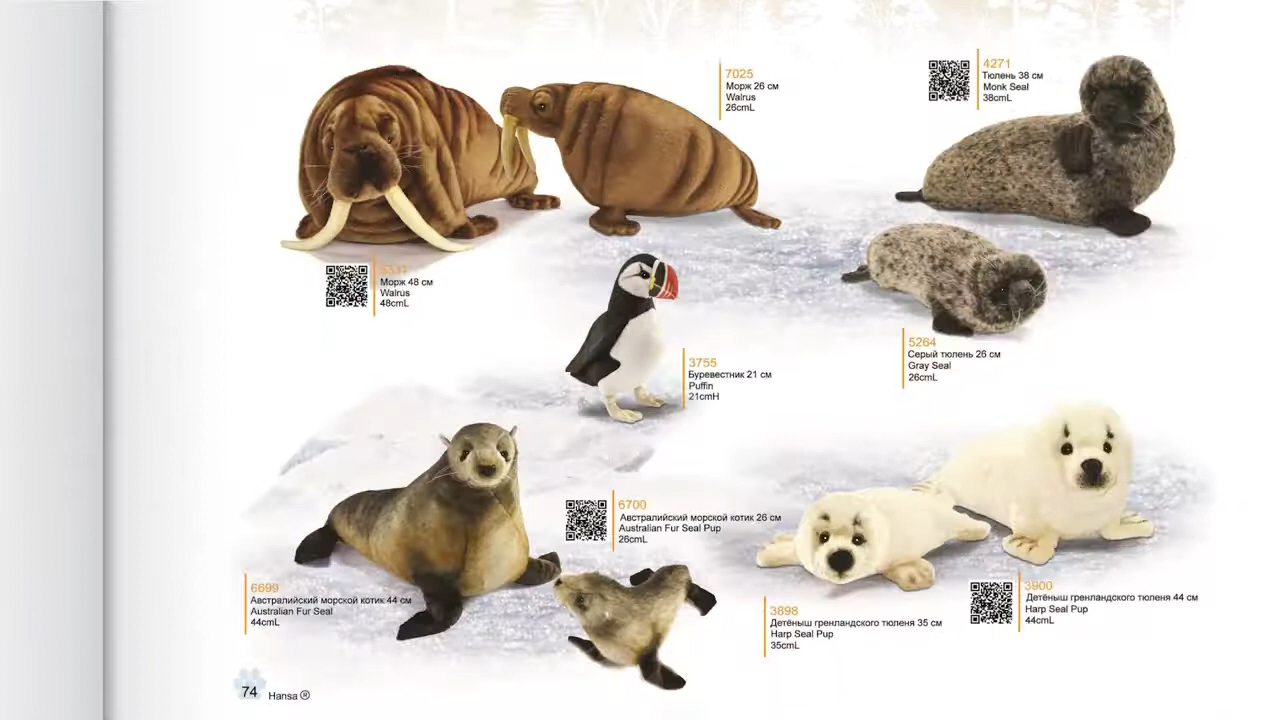 7025
Морж 26 см
Walrus
26cmL
4271
Тюлень 38 см
Monk Seal
38cmL
Морж 48 см
Walrus
48cmL
5264
Серый тюлень 26 см
Gray Seal
26cmL
3755
Буревестник 21 см
Puffin
21cmH
6700
Австралийский морской котик 26 см
Australian Fur Seal Pup
26cmL
6699
Австралийский морской котик 44 см
Australian Fur Seal
44cmL
3898
Детёныш гренландского тюленя 35 см
Harp Seal Pup
35cmL
3900
Детёныш гренландского тюленя 44 см
Harp Seal Pup
44cmL
74 Hansa ®